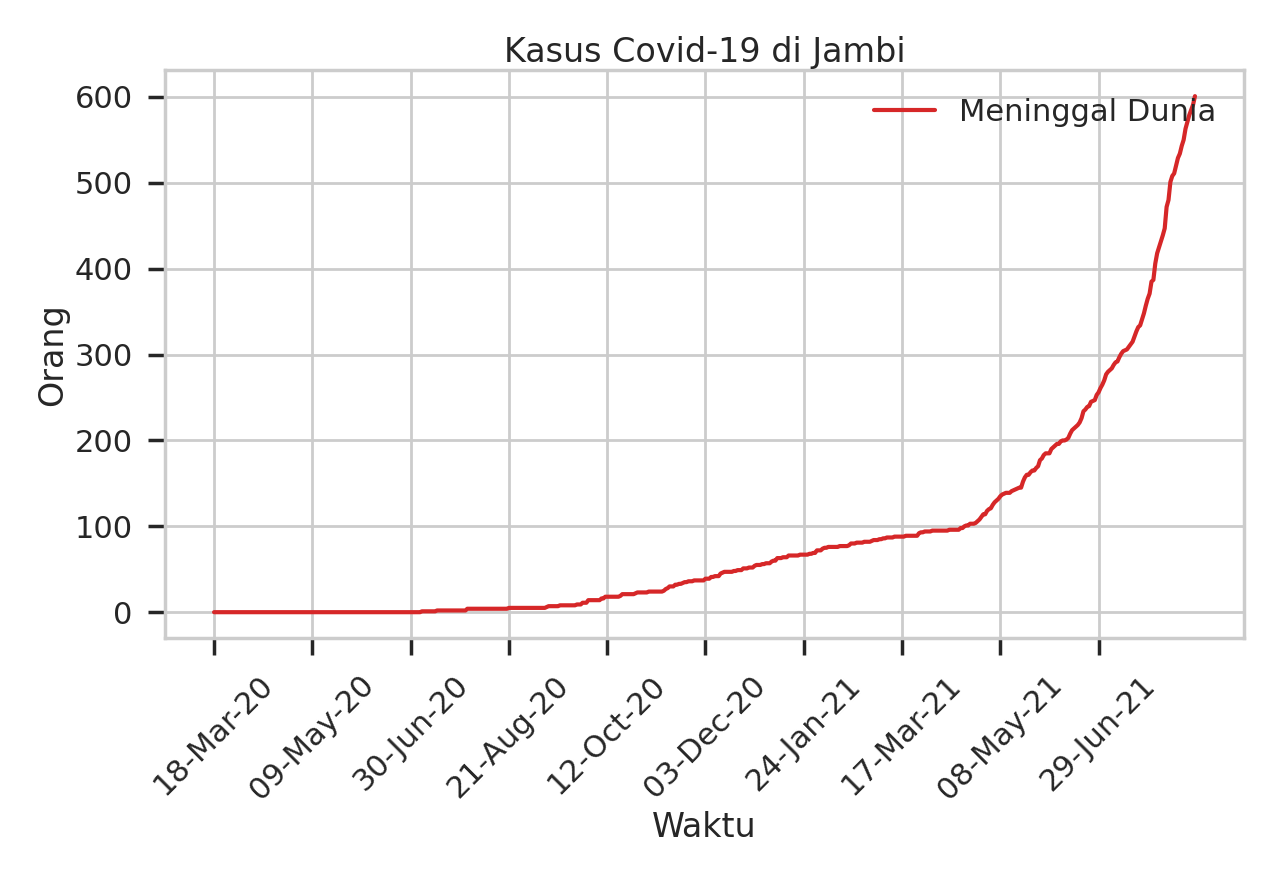 Kasus Covid-19 di Jambi
Meninggal Dunia
600
500
400
300
200
100
0
Orang
18-Mar-20
09-May-20
30-Jun-20
21-Aug-20
12-Oct-20
03-Dec-20
24-Jan-21
17-Mar-21
08-May-21
29-Jun-21
Waktu